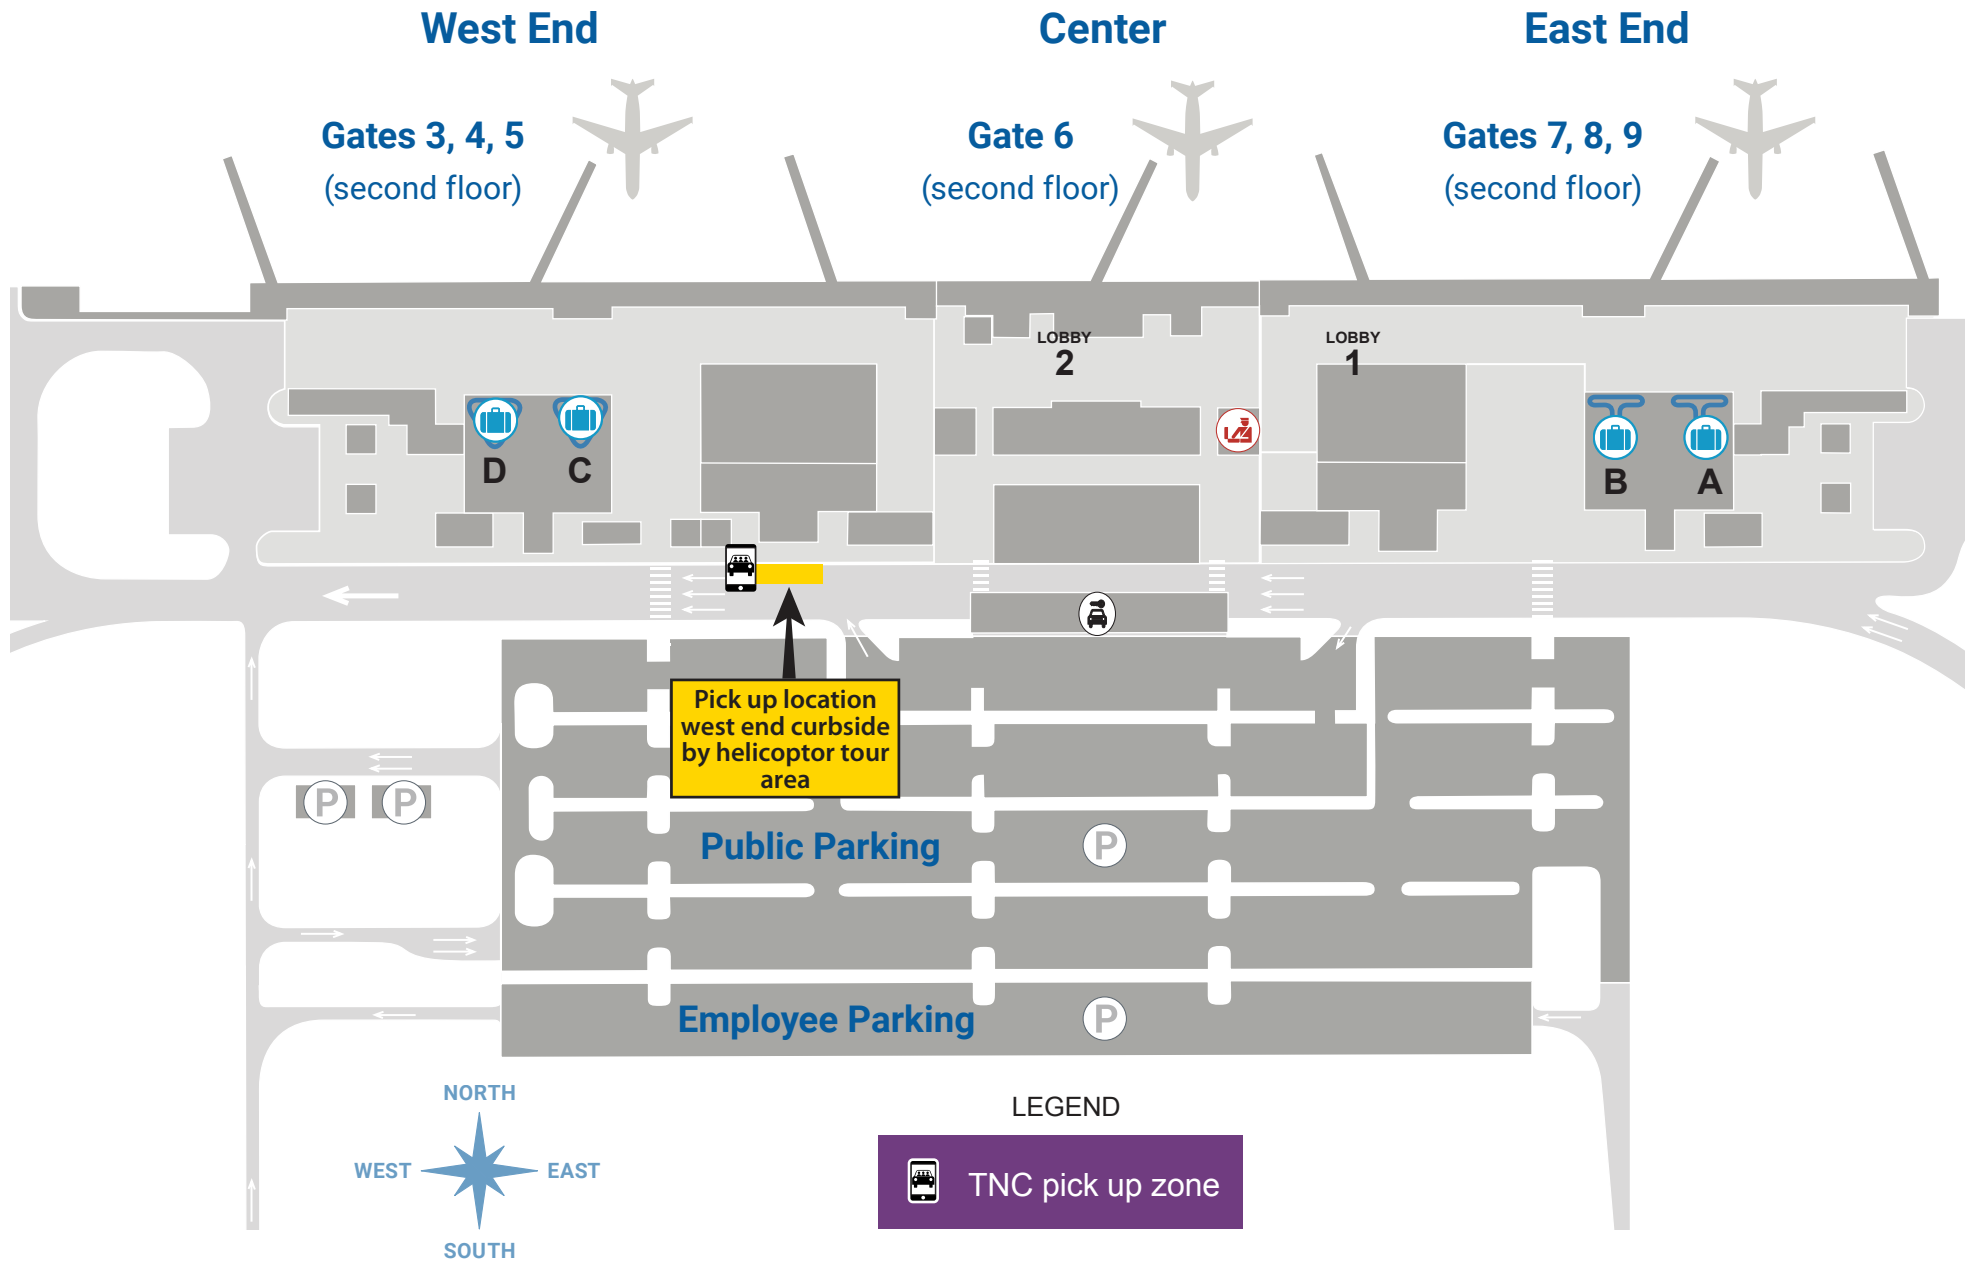 West End
Center
East End
Gates 3, 4, 5
(second floor)
Gate 6
(second floor)
Gates 7, 8, 9
(second floor)
LOBBY
2
LOBBY
1
D
C
B
A
Pick up location
west end curbside
by helicoptor tour
area
P
P
Public Parking
P
Employee Parking
P
NORTH
WEST
EAST
SOUTH
LEGEND
TNC pick up zone